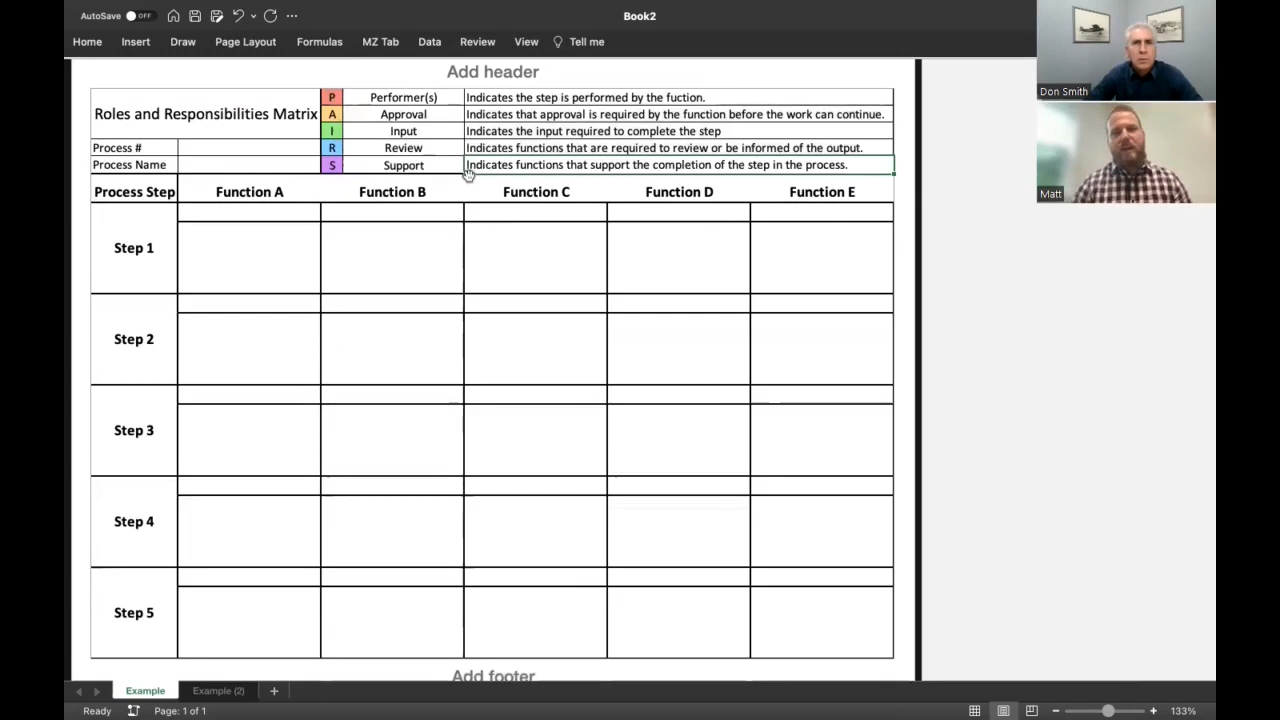 AutoSave OFF
Book2
Home Insert Draw Page Layout Formulas MZ Tab Data Review View Tell me
Add header
Roles and Responsibilities Matrix
P Performer(s) Indicates the step is performed by the fuction.
A Approval Indicates that approval is required by the function before the work can continue.
I Input Indicates the input required to complete the step
Process # R Review Indicates functions that are required to review or be informed of the output.
Process Name S Support Indicates functions that support the completion of the step in the process.
Process Step Function A Function B Function C Function D Function E
Step 1
Step 2
Step 3
Step 4
Step 5
Add footer
Example Example (2)
Ready Page: 1 of 1 133%
Don Smith
Matt